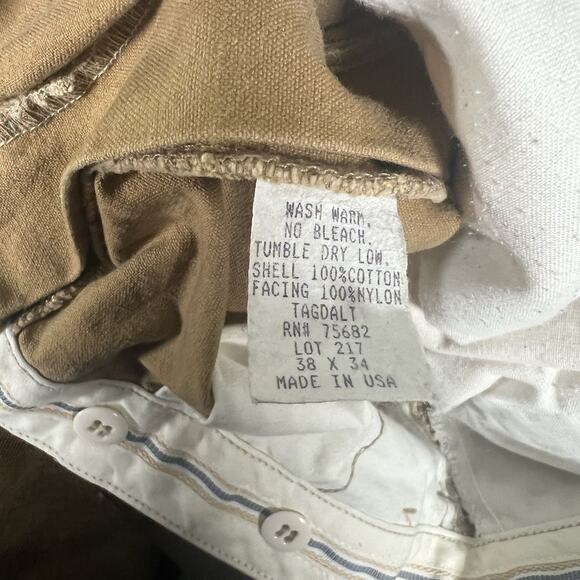 WASH WARM,
NO BLEACH.
TUMBLE DRY LOW.
SHELL 100%COTTON
FACING 100%NYLON
TAGDALT
RN# 75682
LOT 217
38 X 34
MADE IN USA